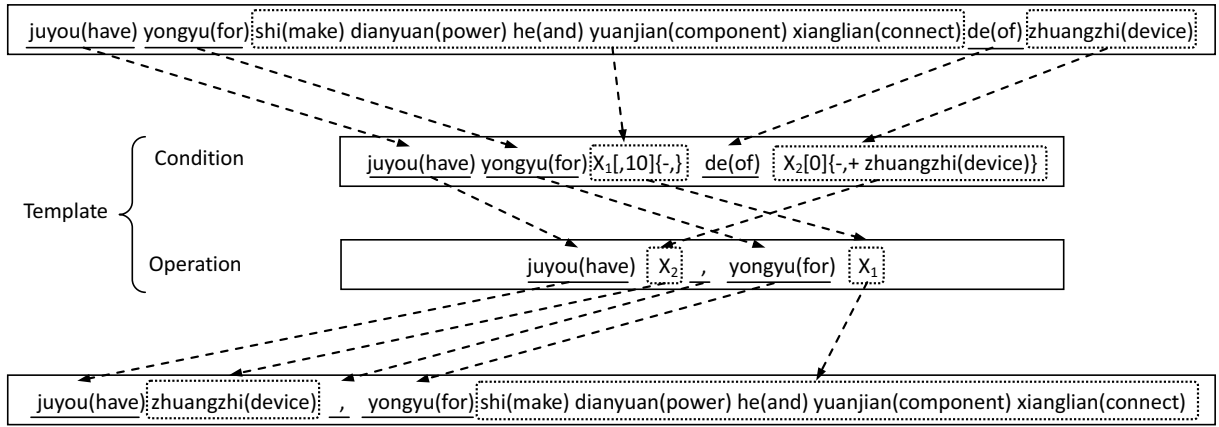 juyou(have) yongyu(for) shi(make) dianyuan(power) he(and) yuanjian(component) xianglian(connect) de(of) zhuangzhi(device)
Condition
juyou(have) yongyu(for) X₁[,10]{-,} de(of) X₂[0]{-,+ zhuangzhi(device)}
Template
Operation
juyou(have) X₂ , yongyu(for) X₁
juyou(have) zhuangzhi(device) , yongyu(for) shi(make) dianyuan(power) he(and) yuanjian(component) xianglian(connect)